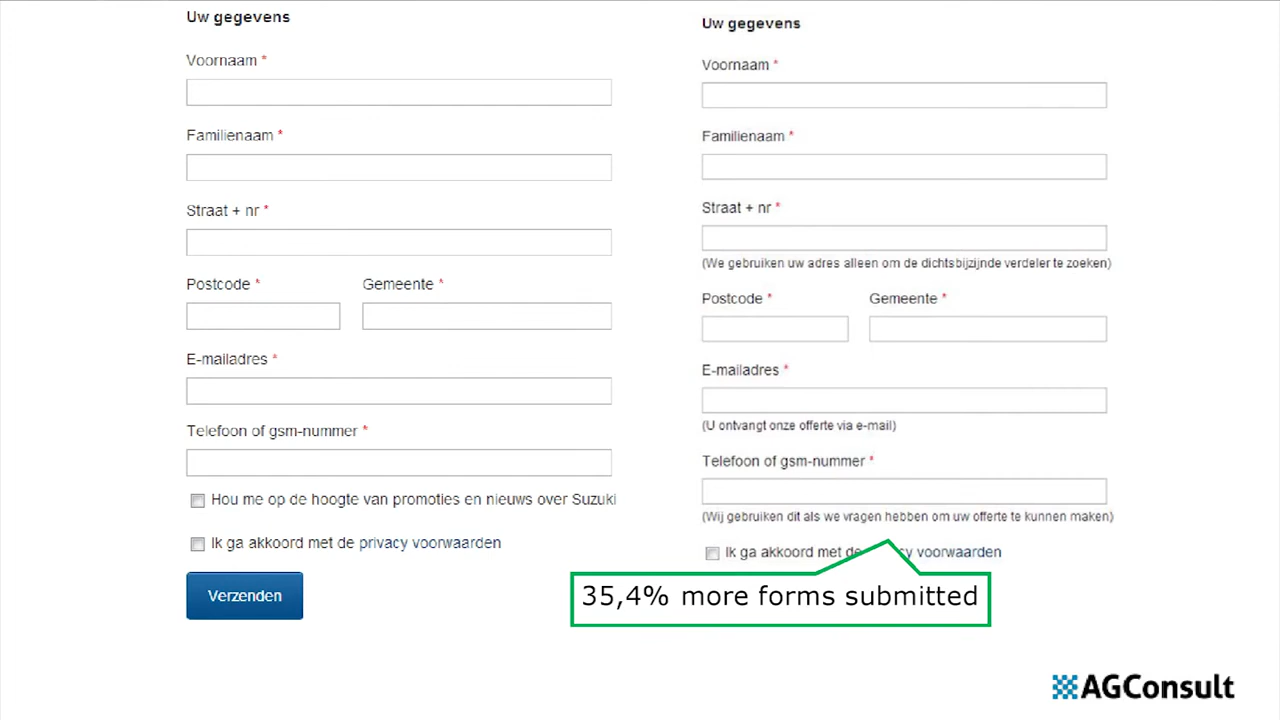 Uw gegevens
Voornaam *
Familienaam *
Straat + nr *
Postcode * Gemeente *
E-mailadres *
Telefoon of gsm-nummer *
Hou me op de hoogte van promoties en nieuws over Suzuki
Ik ga akkoord met de privacy voorwaarden
Verzenden
Uw gegevens
Voornaam *
Familienaam *
Straat + nr *
(We gebruiken uw adres alleen om de dichtsbijzijnde verdeler te zoeken)
Postcode * Gemeente *
E-mailadres *
(U ontvangt onze offerte via e-mail)
Telefoon of gsm-nummer *
(Wij gebruiken dit als we vragen hebben om uw offerte te kunnen maken)
Ik ga akkoord met de voorwaarden
35,4% more forms submitted
AGConsult